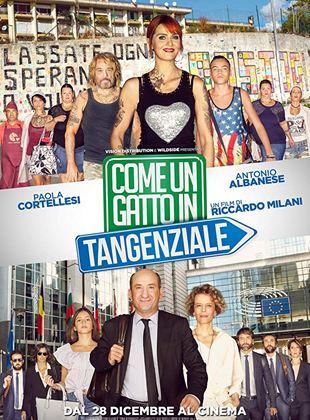 LASSATE OGNI
SPERAN
VISION DISTRIBUTION E WILDSIDE PRESENTANO
COME UN
GATTO IN
TANGENZIALE
PAOLA
CORTELLESI
ANTONIO
ALBANESE
UN FILM DI
RICCARDO MILANI
DAL 28 DICEMBRE AL CINEMA